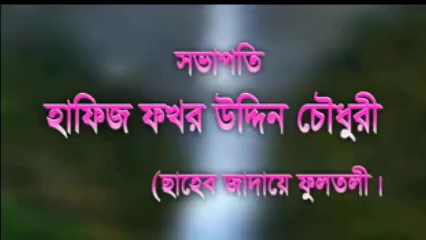 সভাপতি
হাফিজ ফখর উদ্দিন চৌধুরী
(ছাহেব জাদায়ে ফুলতলী।